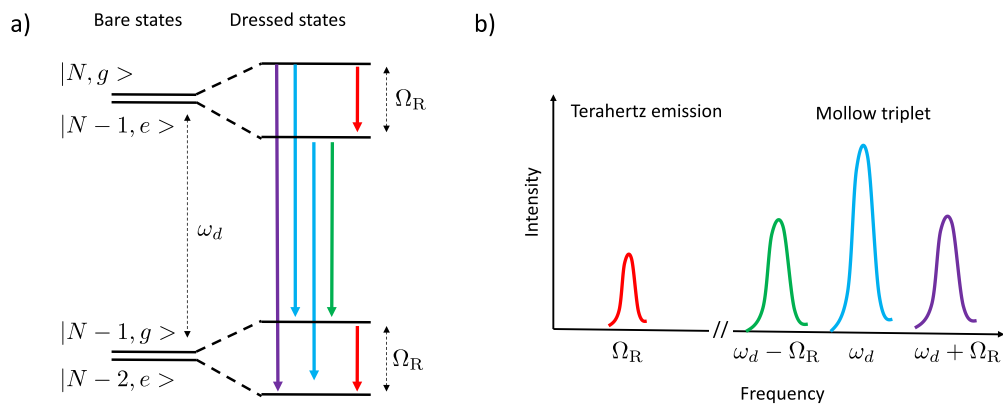 a)
Bare states
Dressed states
|N, g >
|N − 1, e >
Ω_R
ω_d
|N − 1, g >
|N − 2, e >
Ω_R
b)
Terahertz emission
Mollow triplet
Intensity
//
Ω_R
ω_d − Ω_R
ω_d
ω_d + Ω_R
Frequency